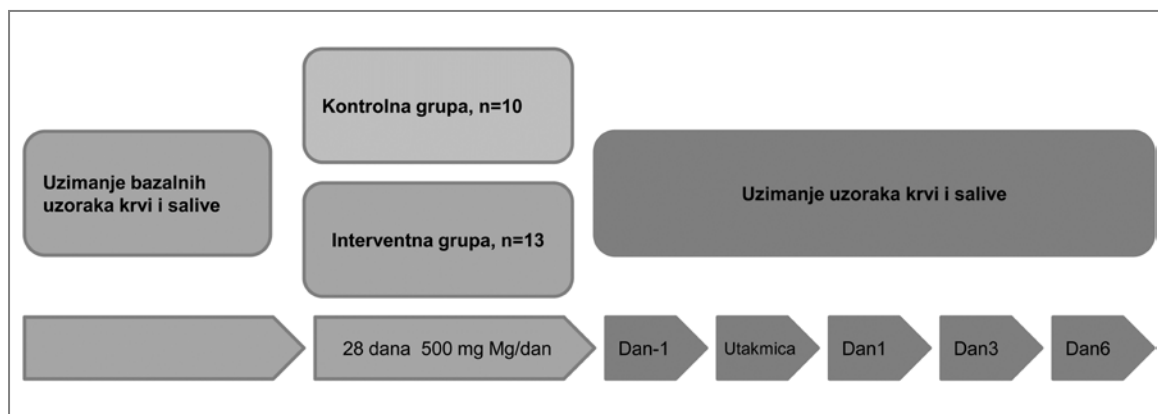 Kontrolna grupa, n=10
Uzimanje bazalnih
uzoraka krvi i salive
Uzimanje uzoraka krvi i salive
Interventna grupa, n=13
28 dana 500 mg Mg/dan
Dan-1
Utakmica
Dan1
Dan3
Dan6